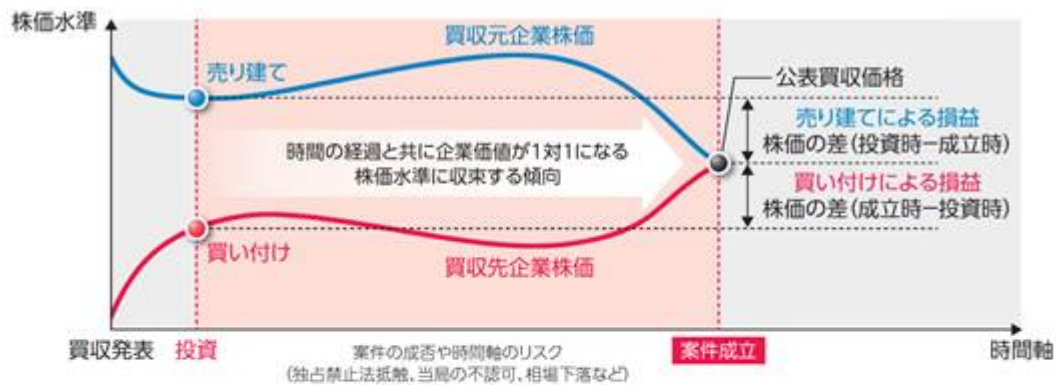 株価水準
買収元企業株価
売り建て
公表買収価格
売り建てによる損益
株価の差(投資時ー成立時)
時間の経過と共に企業価値が1対1になる
株価水準に収束する傾向
買い付けによる損益
株価の差(成立時ー投資時)
買い付け
買収先企業株価
買収発表
投資
案件の成否や時間軸のリスク
(独占禁止法抵触、当局の不認可、相場下落など)
案件成立
時間軸